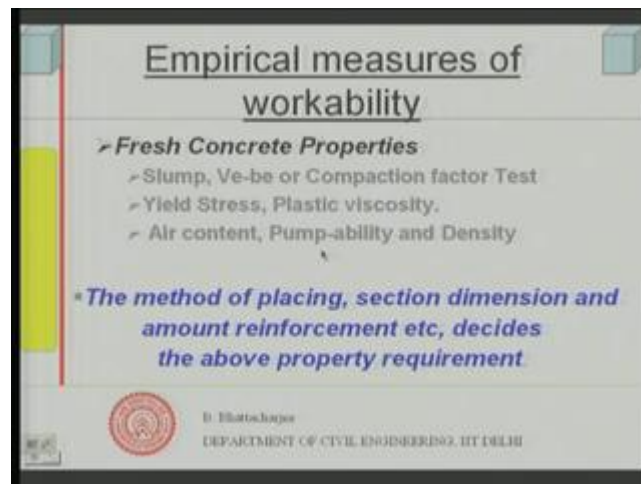 Empirical measures of
workability
Fresh Concrete Properties
Slump, Ve-be or Compaction factor Test
Yield Stress, Plastic viscosity.
Air content, Pump-ability and Density
The method of placing, section dimension and
amount reinforcement etc, decides
the above property requirement
B. Bhattacharjee
DEPARTMENT OF CIVIL ENGINEERING, IIT DELHI